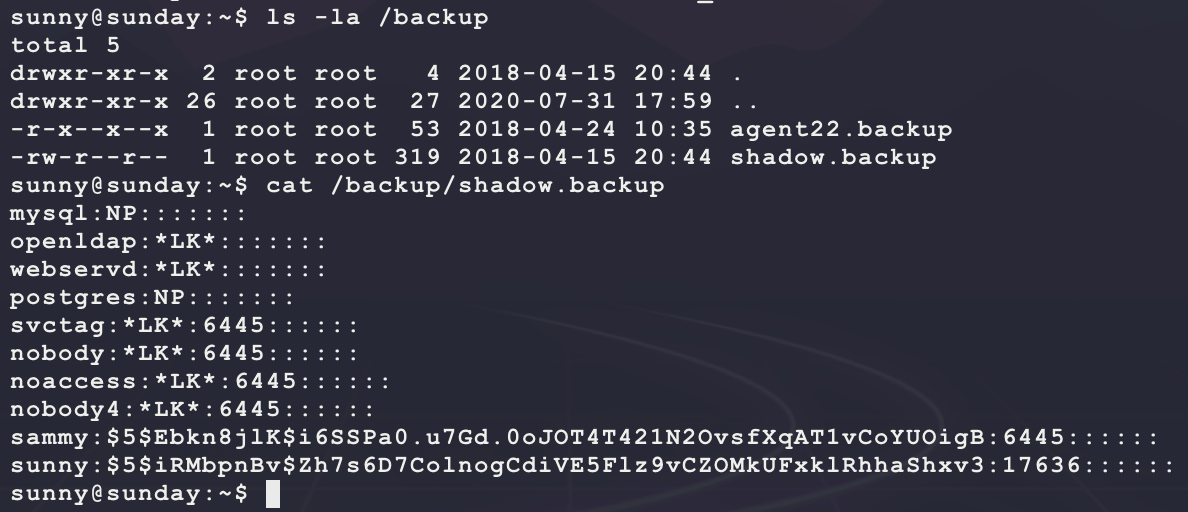 sunny@sunday:~$ ls -la /backup
total 5
drwxr-xr-x  2 root root   4 2018-04-15 20:44 .
drwxr-xr-x 26 root root  27 2020-07-31 17:59 ..
-r-x--x--x  1 root root  53 2018-04-24 10:35 agent22.backup
-rw-r--r--  1 root root 319 2018-04-15 20:44 shadow.backup
sunny@sunday:~$ cat /backup/shadow.backup
mysql:NP:::::::
openldap:*LK*:::::::
webservd:*LK*:::::::
postgres:NP:::::::
svctag:*LK*:6445::::::
nobody:*LK*:6445::::::
noaccess:*LK*:6445::::::
nobody4:*LK*:6445::::::
sammy:$5$Ebkn8jlK$i6SSPa0.u7Gd.0oJOT4T421N2OvsfXqAT1vCoYUOigB:6445::::::
sunny:$5$iRMbpnBv$Zh7s6D7ColnogCdiVE5Flz9vCZOMkUFxklRhhaShxv3:17636::::::
sunny@sunday:~$